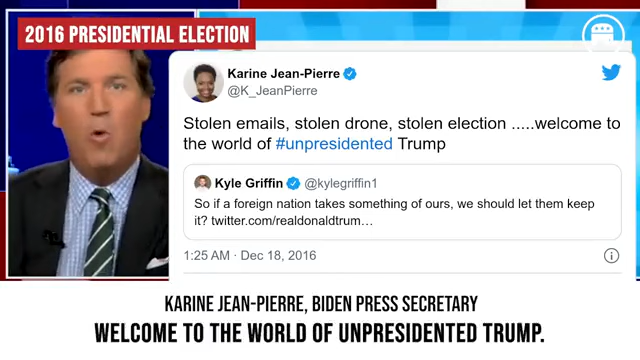 2016 PRESIDENTIAL ELECTION
Karine Jean-Pierre
@K_JeanPierre
Stolen emails, stolen drone, stolen election .....welcome to
the world of #unpresidented Trump
Kyle Griffin @kylegriffin1
So if a foreign nation takes something of ours, we should let them keep
it? twitter.com/realdonaldtrum…
1:25 AM · Dec 18, 2016
KARINE JEAN-PIERRE, BIDEN PRESS SECRETARY
WELCOME TO THE WORLD OF UNPRESIDENTED TRUMP.